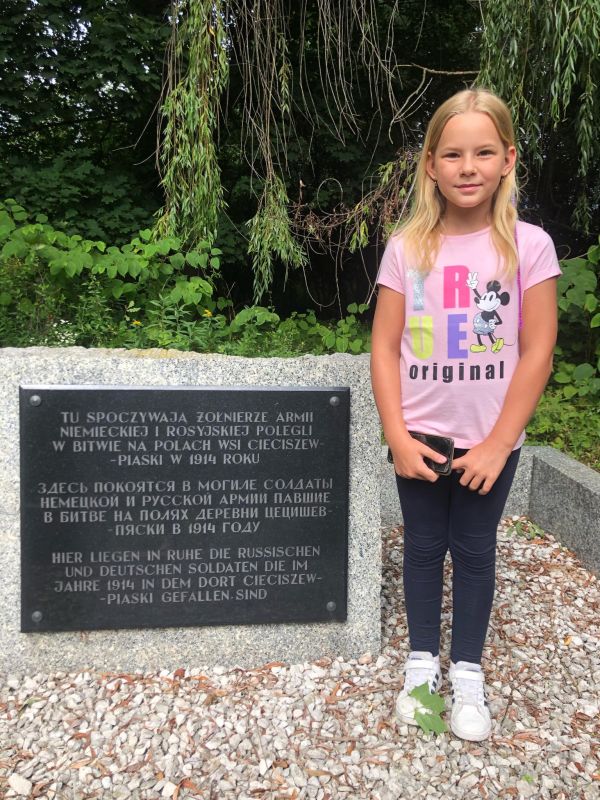 TU SPOCZYWAJĄ ŻOŁNIERZE ARMII
NIEMIECKIEJ I ROSYJSKIEJ POLEGLI
W BITWIE NA POLACH WSI CIECISZEW-
-PIASKI W 1914 ROKU
ЗДЕСЬ ПОКОЯТСЯ В МОГИЛЕ СОЛДАТЫ
НЕМЕЦКОЙ И РУССКОЙ АРМИИ ПАВШИЕ
В БИТВЕ НА ПОЛЯХ ДЕРЕВНИ ЦЕЦИШЕВ-
-ПЯСКИ В 1914 ГОДУ
HIER LIEGEN IN RUHE DIE RUSSISCHEN
UND DEUTSCHEN SOLDATEN DIE IM
JAHRE 1914 IN DEM DORT CIECISZEW-
-PIASKI GEFALLEN SIND
TR
UE
original